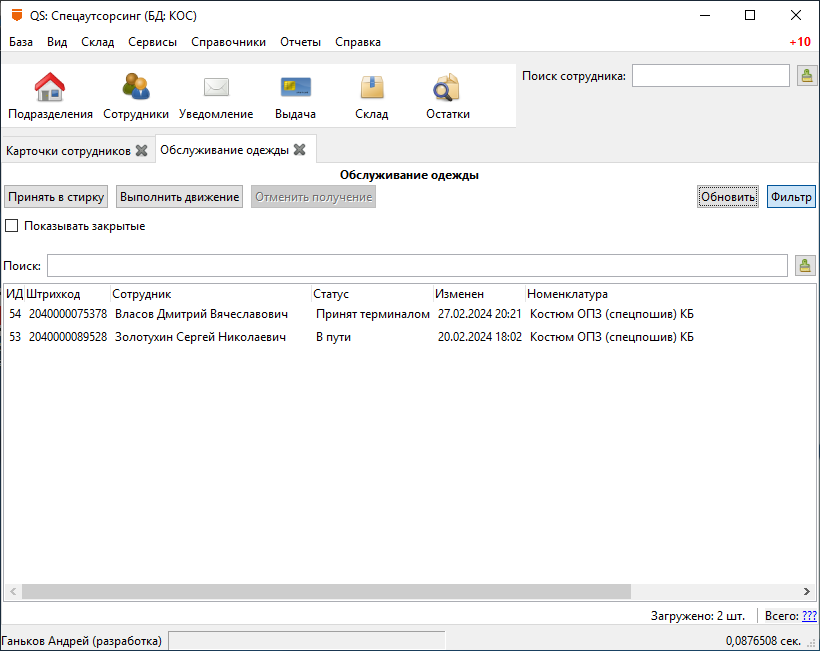 QS: Спецаутсорсинг (БД: КОС)
База Вид Склад Сервисы Справочники Отчеты Справка +10
Поиск сотрудника:
Подразделения Сотрудники Уведомление Выдача Склад Остатки
Карточки сотрудников Обслуживание одежды
Обслуживание одежды
Принять в стирку Выполнить движение Отменить получение Обновить Фильтр
Показывать закрытые
Поиск:
ИД Штрихкод Сотрудник Статус Изменен Номенклатура
54 2040000075378 Власов Дмитрий Вячеславович Принят терминалом 27.02.2024 20:21 Костюм ОПЗ (спецпошив) КБ
53 2040000089528 Золотухин Сергей Николаевич В пути 20.02.2024 18:02 Костюм ОПЗ (спецпошив) КБ
Загружено: 2 шт. Всего: ???
Ганьков Андрей (разработка) 0,0876508 сек.